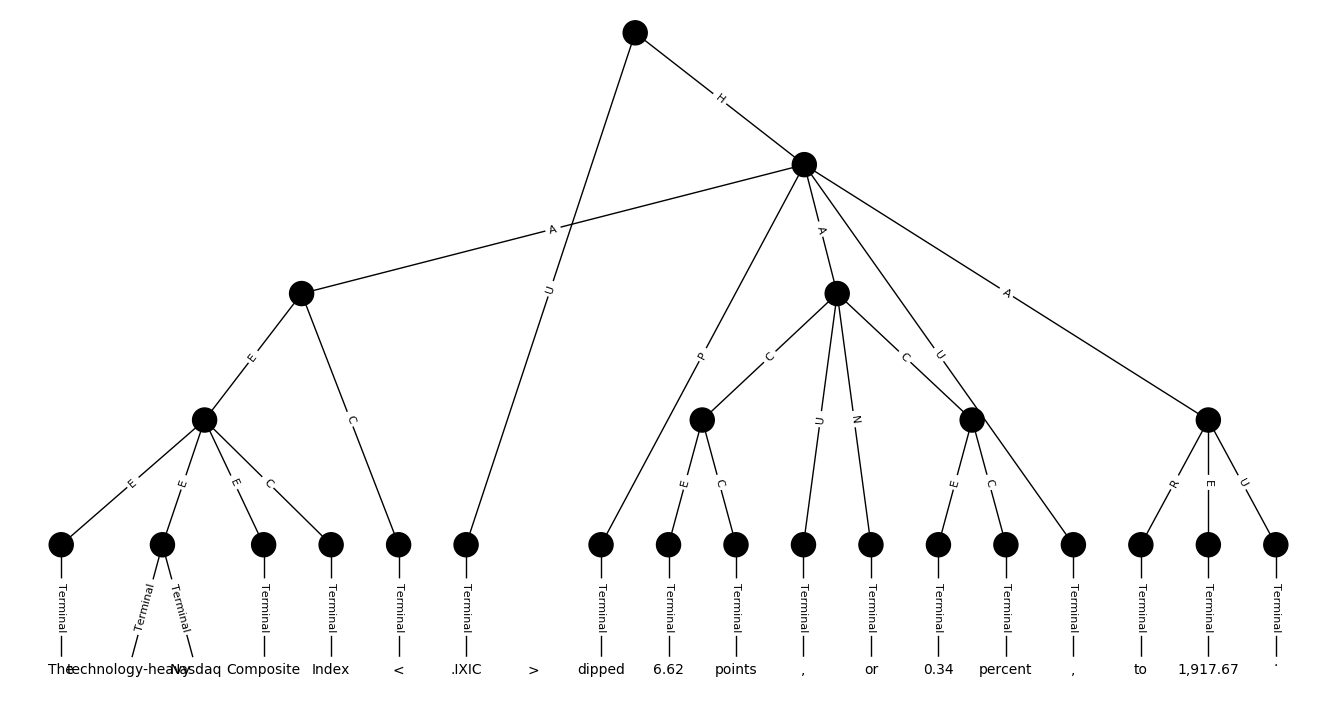 H
A
A
U
A
E
P
C
U
C
U
C
U
N
E
E
E
C
E
C
E
C
R
E
U
Terminal Terminal Terminal Terminal Terminal Terminal Terminal Terminal Terminal Terminal Terminal Terminal Terminal Terminal Terminal Terminal Terminal Terminal
The technology-heavy Nasdaq Composite Index < .IXIC > dipped 6.62 points , or 0.34 percent , to 1,917.67 .